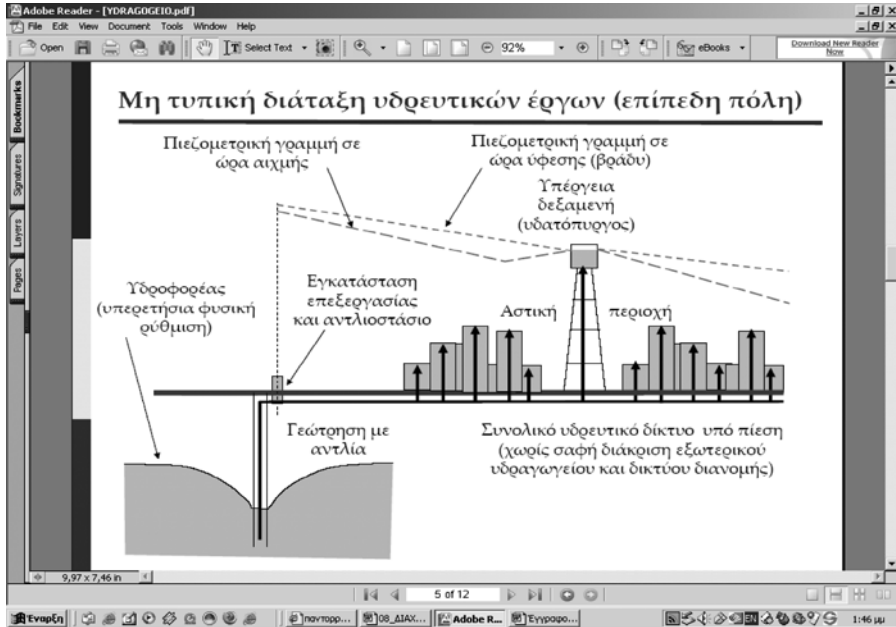 Adobe Reader - [YDRAGOGEIO.pdf]
File Edit View Document Tools Window Help
Open Select Text 92% eBooks Download New Reader Now
Bookmarks
Signatures
Layers
Pages
Μη τυπική διάταξη υδρευτικών έργων (επίπεδη πόλη)
Πιεζομετρική γραμμή σε
ώρα αιχμής
Πιεζομετρική γραμμή σε
ώρα ύφεσης (βράδυ)
Υπέργεια
δεξαμενή
(υδατόπυργος)
Υδροφορέας
(υπερετήσια φυσική
ρύθμιση)
Εγκατάσταση
επεξεργασίας
και αντλιοστάσιο
Αστική περιοχή
Γεώτρηση με
αντλία
Συνολικό υδρευτικό δίκτυο υπό πίεση
(χωρίς σαφή διάκριση εξωτερικού
υδραγωγείου και δικτύου διανομής)
9,97 x 7,46 in
5 of 12
Έναρξη παντορρ... 08_ΔΙΑΧ... Adobe R... Έγγραφο... EN 1:46 μμ